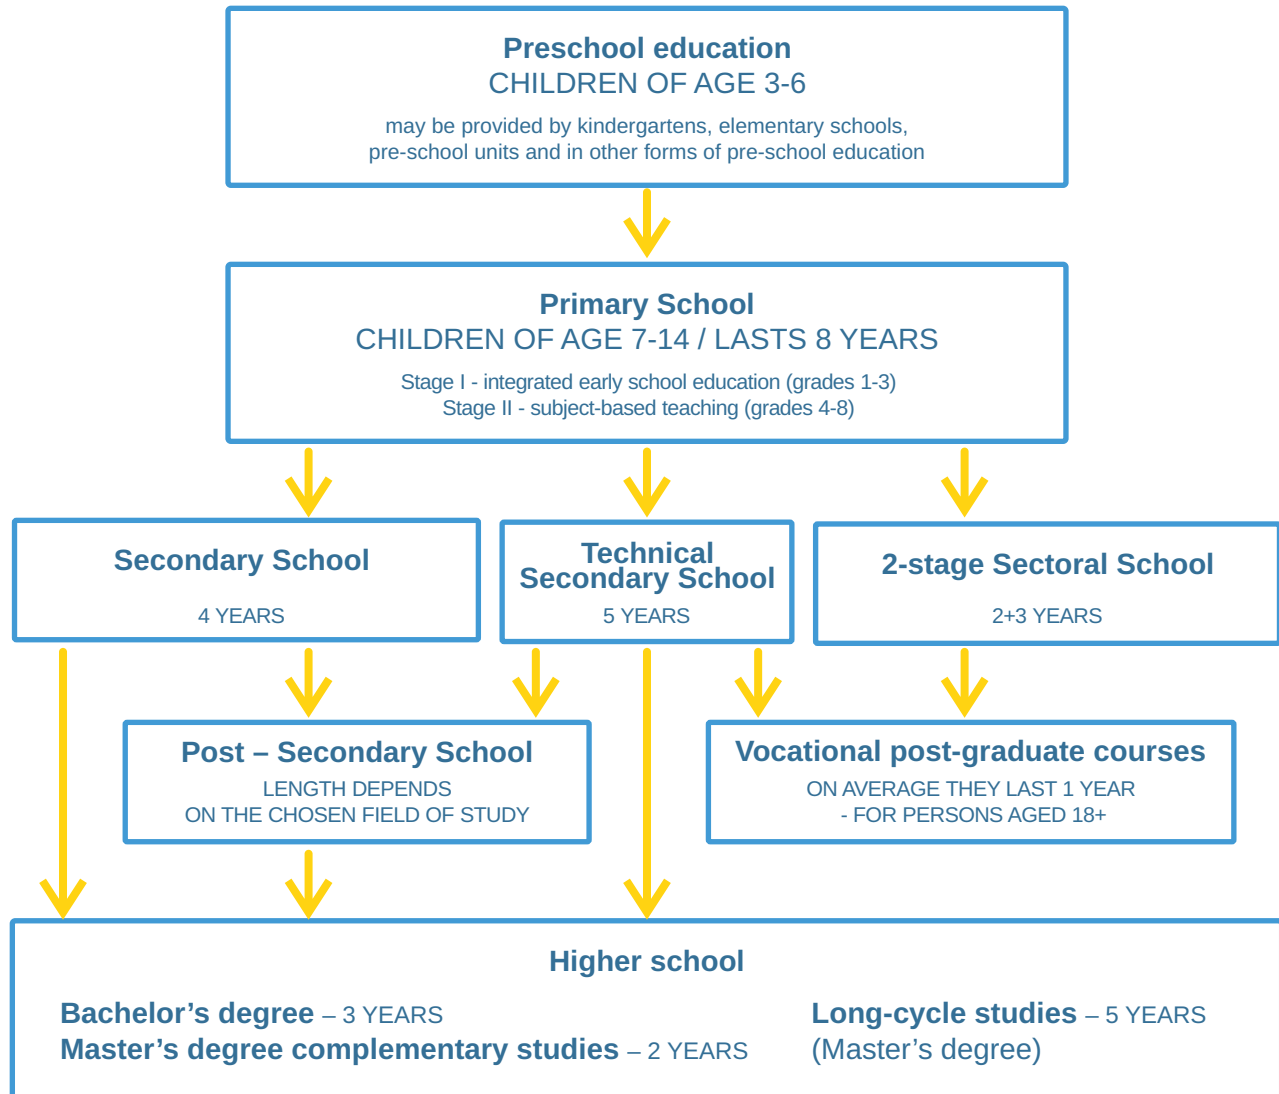 Preschool education
CHILDREN OF AGE 3-6
may be provided by kindergartens, elementary schools,
pre-school units and in other forms of pre-school education
Primary School
CHILDREN OF AGE 7-14 / LASTS 8 YEARS
Stage I - integrated early school education (grades 1-3)
Stage II - subject-based teaching (grades 4-8)
Secondary School
4 YEARS
Technical
Secondary School
5 YEARS
2-stage Sectoral School
2+3 YEARS
Post – Secondary School
LENGTH DEPENDS
ON THE CHOSEN FIELD OF STUDY
Vocational post-graduate courses
ON AVERAGE THEY LAST 1 YEAR
- FOR PERSONS AGED 18+
Higher school
Bachelor’s degree – 3 YEARS
Master’s degree complementary studies – 2 YEARS
Long-cycle studies – 5 YEARS
(Master’s degree)